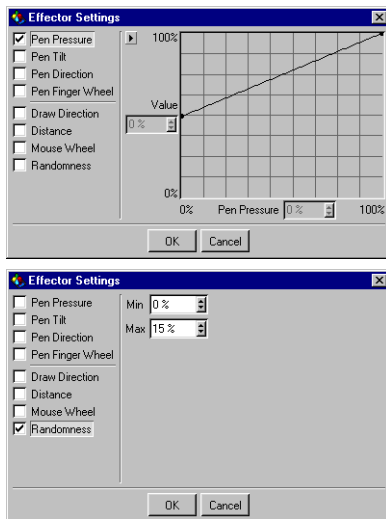 Effector Settings
Pen Pressure
Pen Tilt
Pen Direction
Pen Finger Wheel
Draw Direction
Distance
Mouse Wheel
Randomness
100%
Value
0 %
0%
0% Pen Pressure 0 % 100%
OK Cancel
Effector Settings
Pen Pressure
Pen Tilt
Pen Direction
Pen Finger Wheel
Draw Direction
Distance
Mouse Wheel
Randomness
Min 0 %
Max 15 %
OK Cancel